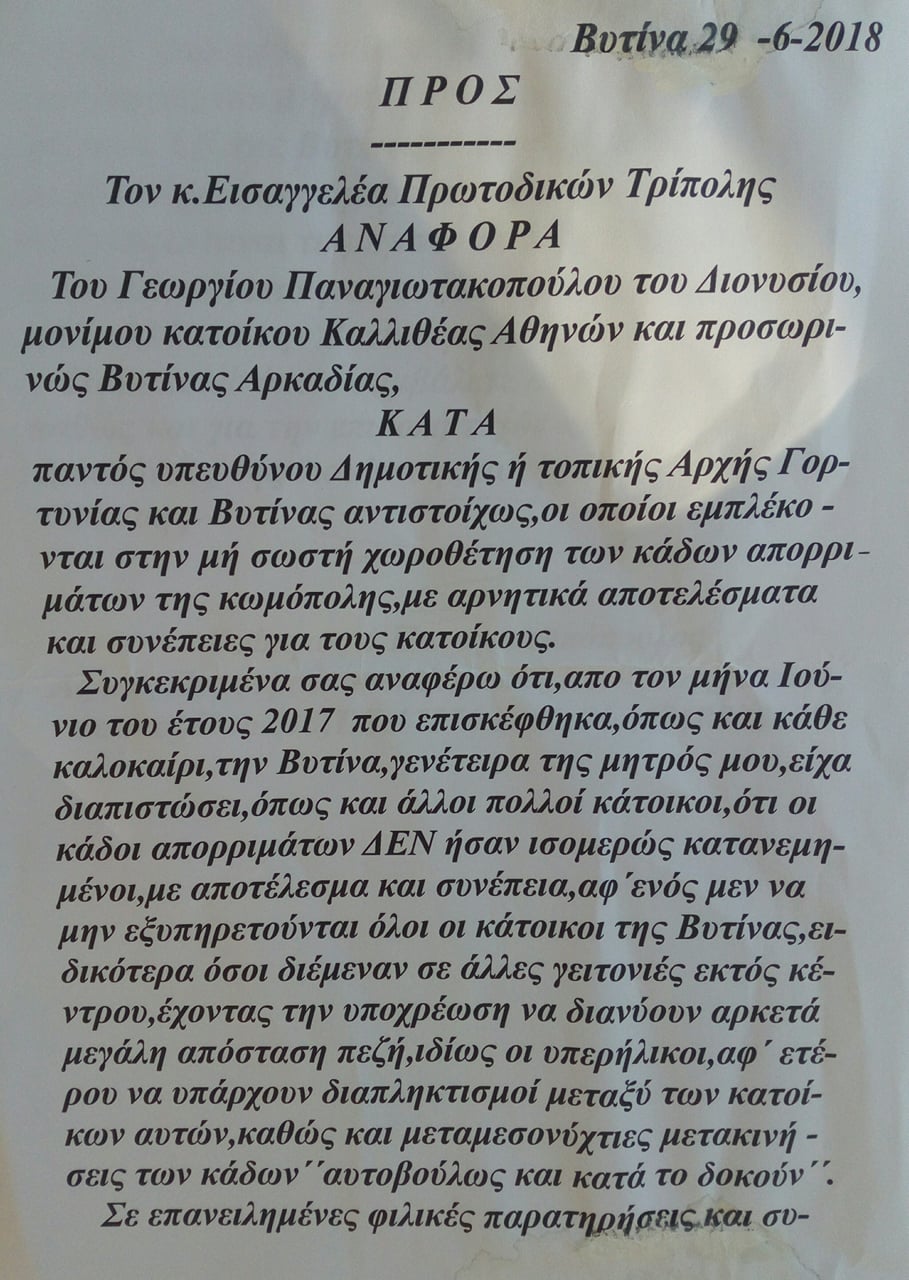 Βυτίνα 29 -6-2018
Π Ρ Ο Σ
-----------
Τον κ.Εισαγγελέα Πρωτοδικών Τρίπολης
Α Ν Α Φ Ο Ρ Α
Του Γεωργίου Παναγιωτακοπούλου του Διονυσίου,
μονίμου κατοίκου Καλλιθέας Αθηνών και προσωρι-
νώς Βυτίνας Αρκαδίας,
Κ Α Τ Α
παντός υπευθύνου Δημοτικής ή τοπικής Αρχής Γορ-
τυνίας και Βυτίνας αντιστοίχως,οι οποίοι εμπλέκο -
νται στην μή σωστή χωροθέτηση των κάδων απορρι-
μάτων της κωμόπολης,με αρνητικά αποτελέσματα
και συνέπειες για τους κατοίκους.
Συγκεκριμένα σας αναφέρω ότι,απο τον μήνα Ιού-
νιο του έτους 2017 που επισκέφθηκα,όπως και κάθε
καλοκαίρι,την Βυτίνα,γενέτειρα της μητρός μου,είχα
διαπιστώσει,όπως και άλλοι πολλοί κάτοικοι,ότι οι
κάδοι απορριμάτων ΔΕΝ ήσαν ισομερώς κατανεμη-
μένοι,με αποτέλεσμα και συνέπεια,αφ΄ενός μεν να
μην εξυπηρετούνται όλοι οι κάτοικοι της Βυτίνας,ει-
δικότερα όσοι διέμεναν σε άλλες γειτονιές εκτός κέ-
ντρου,έχοντας την υποχρέωση να διανύουν αρκετά
μεγάλη απόσταση πεζή,ιδίως οι υπερήλικοι,αφ΄ ετέ-
ρου να υπάρχουν διαπληκτισμοί μεταξύ των κατοί-
κων αυτών,καθώς και μεταμεσονύχτιες μετακινή -
σεις των κάδων΄΄αυτοβούλως και κατά το δοκούν΄΄.
Σε επανειλημένες φιλικές παρατηρήσεις και συ-